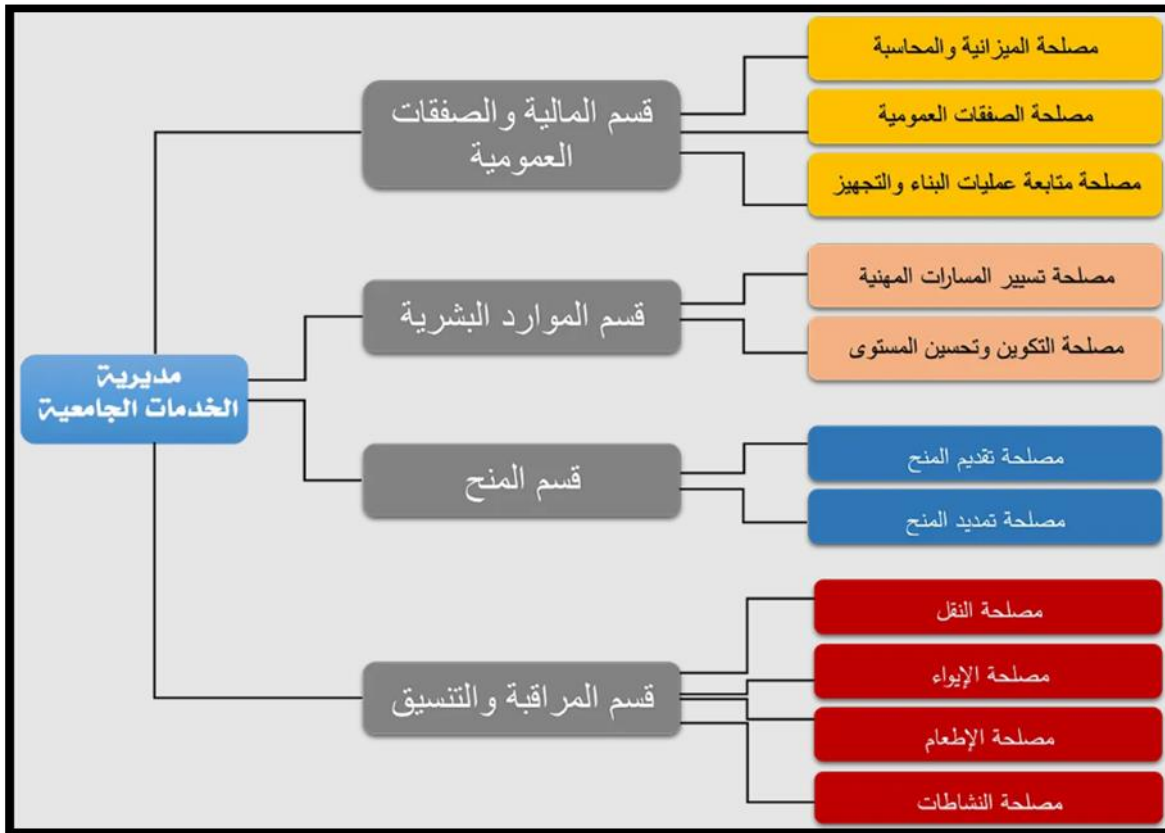 مديرية
الخدمات الجامعية
قسم المالية والصفقات
العمومية
مصلحة الميزانية والمحاسبة
مصلحة الصفقات العمومية
مصلحة متابعة عمليات البناء والتجهيز
قسم الموارد البشرية
مصلحة تسيير المسارات المهنية
مصلحة التكوين وتحسين المستوى
قسم المنح
مصلحة تقديم المنح
مصلحة تمديد المنح
قسم المراقبة والتنسيق
مصلحة النقل
مصلحة الإيواء
مصلحة الإطعام
مصلحة النشاطات